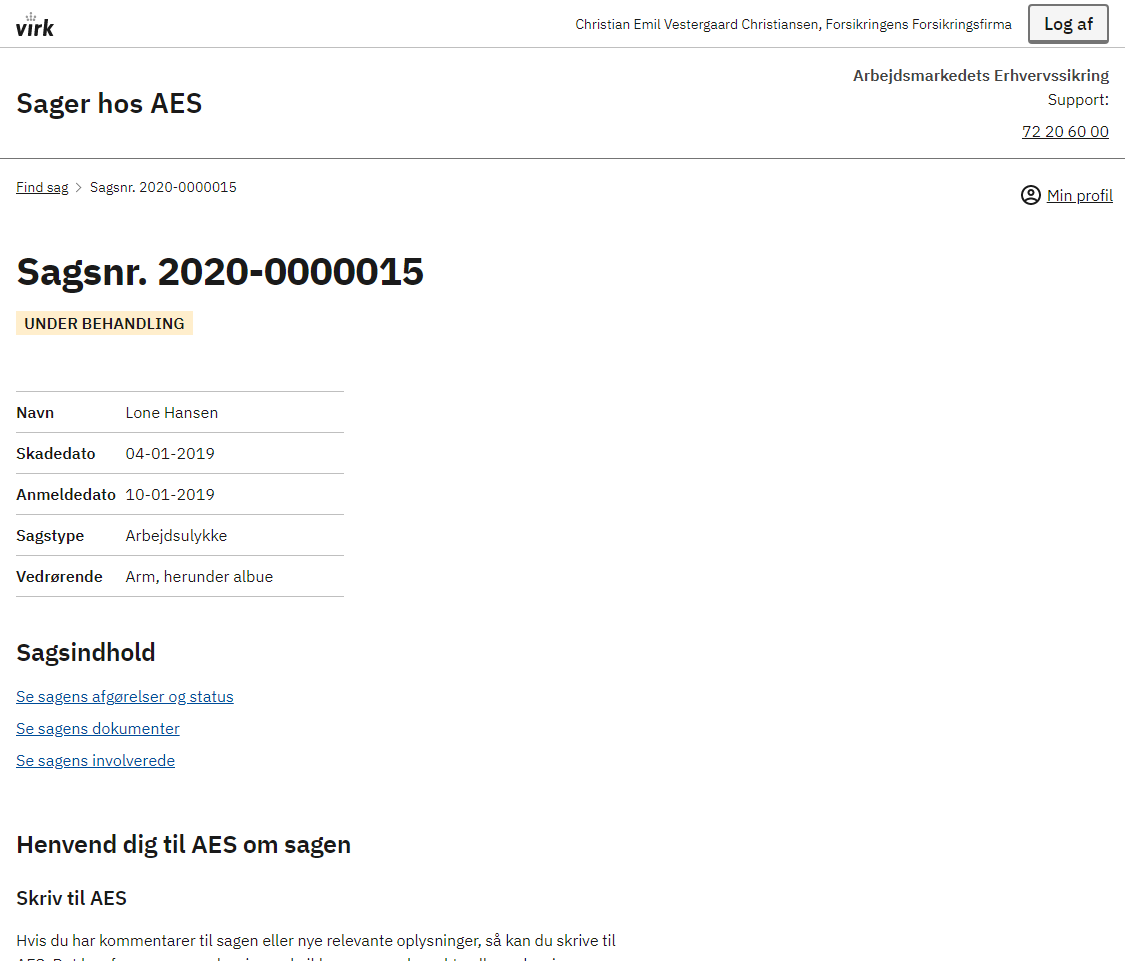 virk
Christian Emil Vestergaard Christiansen, Forsikringens Forsikringsfirma
Log af
Sager hos AES
Arbejdsmarkedets Erhvervssikring
Support:
72 20 60 00
Find sag > Sagsnr. 2020-0000015
Min profil
Sagsnr. 2020-0000015
UNDER BEHANDLING
Navn Lone Hansen
Skadedato 04-01-2019
Anmeldedato 10-01-2019
Sagstype Arbejdsulykke
Vedrørende Arm, herunder albue
Sagsindhold
Se sagens afgørelser og status
Se sagens dokumenter
Se sagens involverede
Henvend dig til AES om sagen
Skriv til AES
Hvis du har kommentarer til sagen eller nye relevante oplysninger, så kan du skrive til